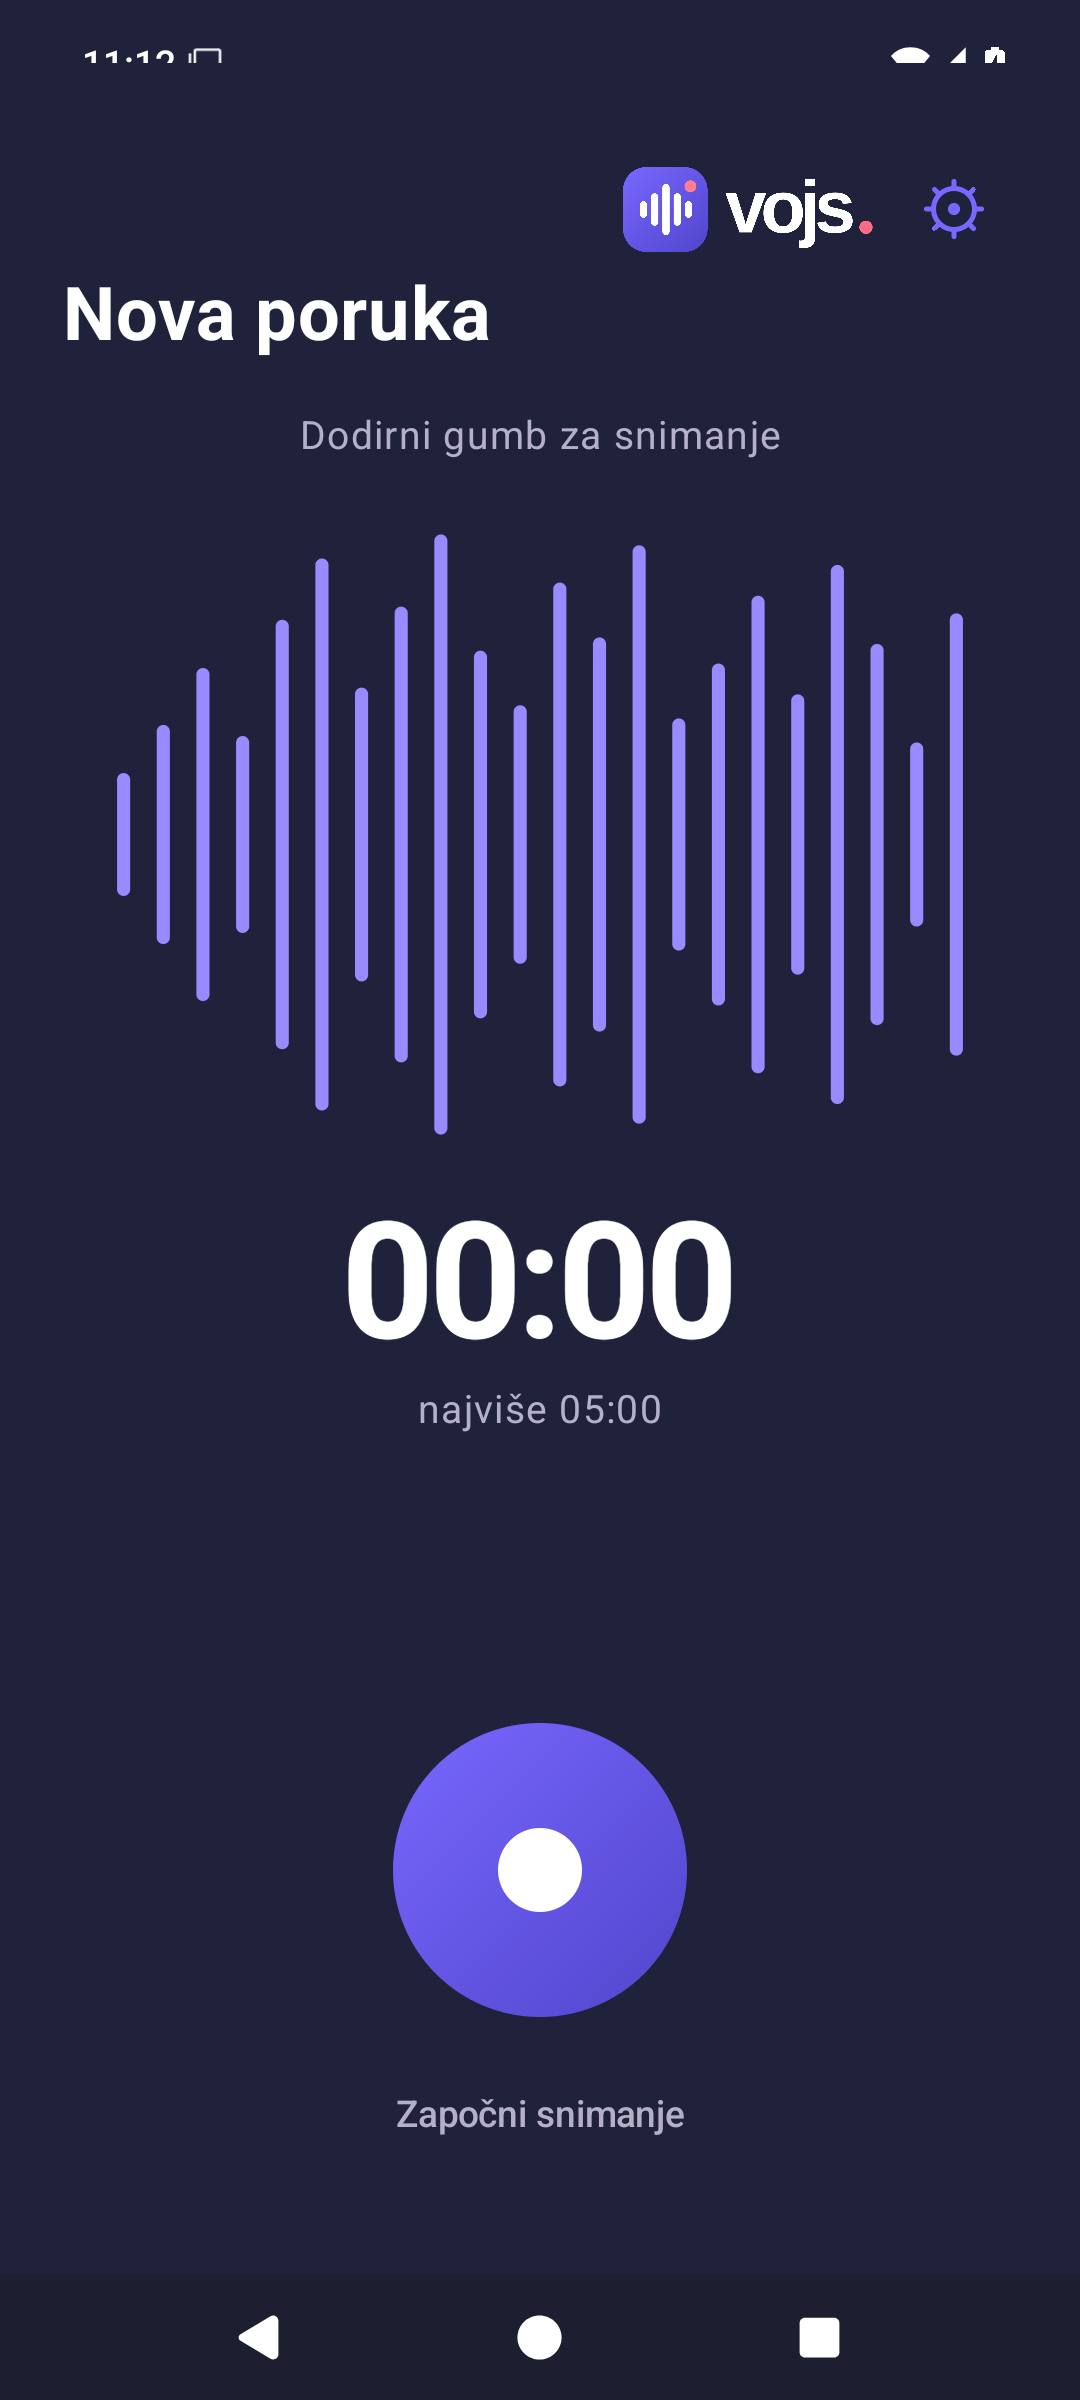 vojs.
Nova poruka
Dodirni gumb za snimanje
00:00
najviše 05:00
Započni snimanje